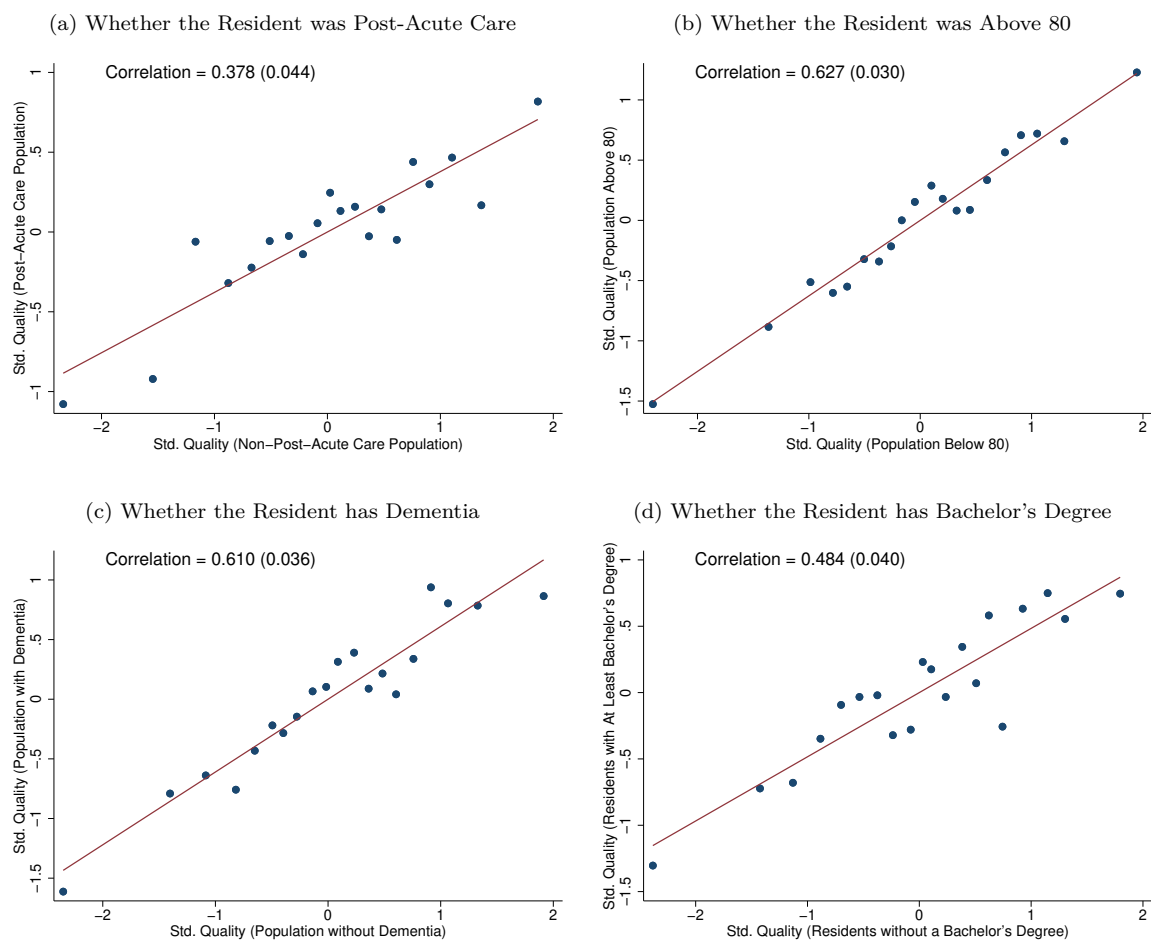 (a) Whether the Resident was Post-Acute Care
Correlation = 0.378 (0.044)
Std. Quality (Post−Acute Care Population)
1
.5
0
−.5
−1
−2
−1
0
1
2
Std. Quality (Non−Post−Acute Care Population)
(b) Whether the Resident was Above 80
Correlation = 0.627 (0.030)
Std. Quality (Population Above 80)
1
.5
0
−.5
−1
−1.5
−2
−1
0
1
2
Std. Quality (Population Below 80)
(c) Whether the Resident has Dementia
Correlation = 0.610 (0.036)
Std. Quality (Population with Dementia)
1
.5
0
−.5
−1
−1.5
−2
−1
0
1
2
Std. Quality (Population without Dementia)
(d) Whether the Resident has Bachelor's Degree
Correlation = 0.484 (0.040)
Std. Quality (Residents with At Least Bachelor's Degree)
1
.5
0
−.5
−1
−1.5
−2
−1
0
1
2
Std. Quality (Residents without a Bachelor's Degree)